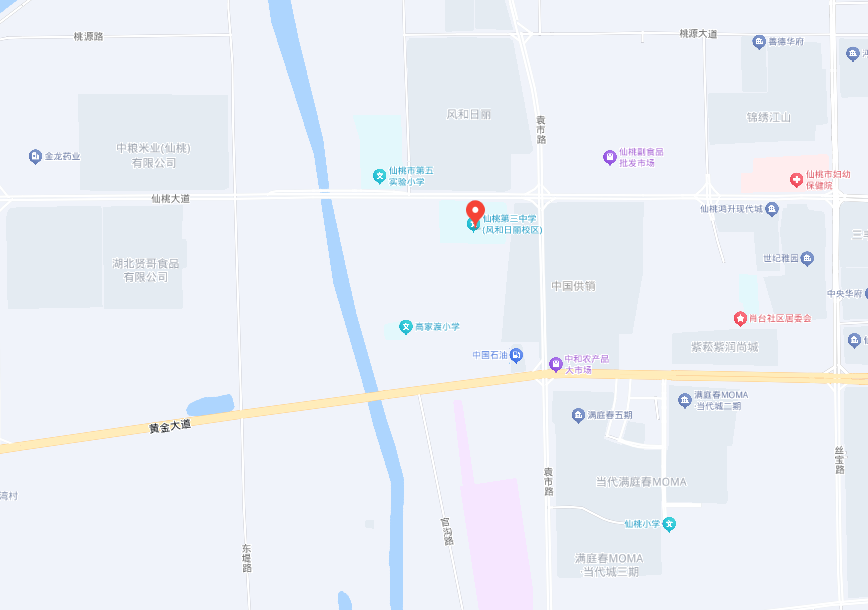 桃源路
桃源大道
善德华府
风和日丽
锦绣江山
袁市路
中粮米业(仙桃)
有限公司
金龙药业
仙桃副食品
批发市场
仙桃市第五
实验小学
仙桃市妇幼
保健院
仙桃大道
仙桃鸿升现代城
仙桃第三中学
(风和日丽校区)
湖北贤哥食品
有限公司
世纪稚园
中国供销
中央华府
肖台社区居委会
高家渡小学
紫菘紫润尚城
中国石油
中和农产品
大市场
满庭春MOMA
·当代城二期
满庭春五期
黄金大道
丝宝路
袁市路
当代满庭春MOMA
湾村
仙桃小学
官沟路
东堤路
满庭春MOMA
·当代城三期